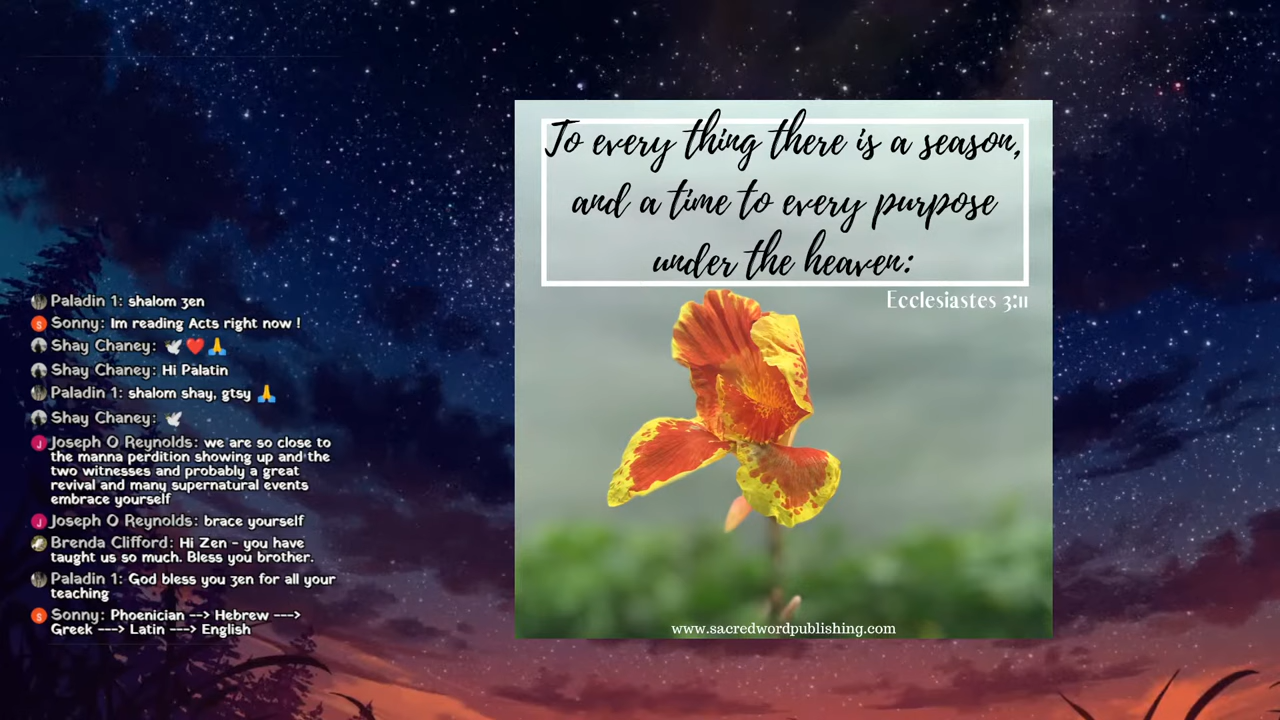 Paladin 1: shalom zen
Sonny: Im reading Acts right now !
Shay Chaney: 🕊️❤️🙏
Shay Chaney: Hi Palatin
Paladin 1: shalom shay, gtsy 🙏
Shay Chaney: 🕊️
Joseph O Reynolds: we are so close to
the manna perdition showing up and the
two witnesses and probably a great
revival and many supernatural events
embrace yourself
Joseph O Reynolds: brace yourself
Brenda Clifford: Hi Zen - you have
taught us so much. Bless you brother.
Paladin 1: God bless you zen for all your
teaching
Sonny: Phoenician --> Hebrew --->
Greek ---> Latin ---> English
To every thing there is a season,
and a time to every purpose
under the heaven:
Ecclesiastes 3:11
www.sacredwordpublishing.com